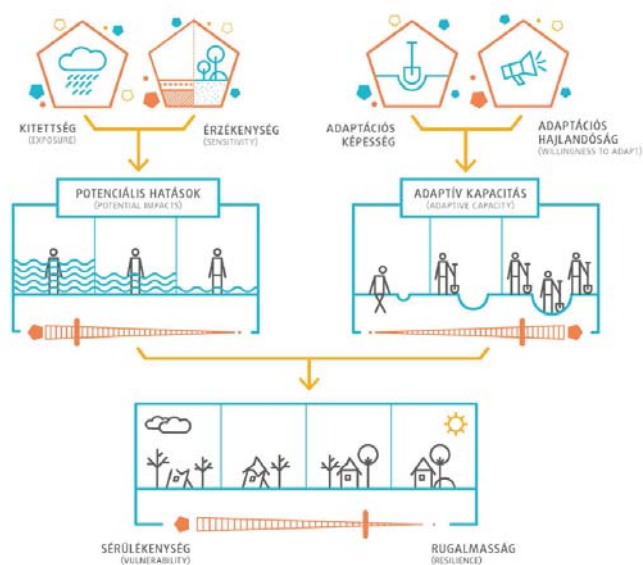 KITETTSÉG
(EXPOSURE)
ÉRZÉKENYSÉG
(SENSITIVITY)
ADAPTÁCIÓS
KÉPESSÉG
ADAPTÁCIÓS
HAJLANDÓSÁG
(WILLINGNESS TO ADAPT)
POTENCIÁLIS HATÁSOK
(POTENTIAL IMPACTS)
ADAPTÍV KAPACITÁS
(ADAPTIVE CAPACITY)
SÉRÜLÉKENYSÉG
(VULNERABILITY)
RUGALMASSÁG
(RESILIENCE)